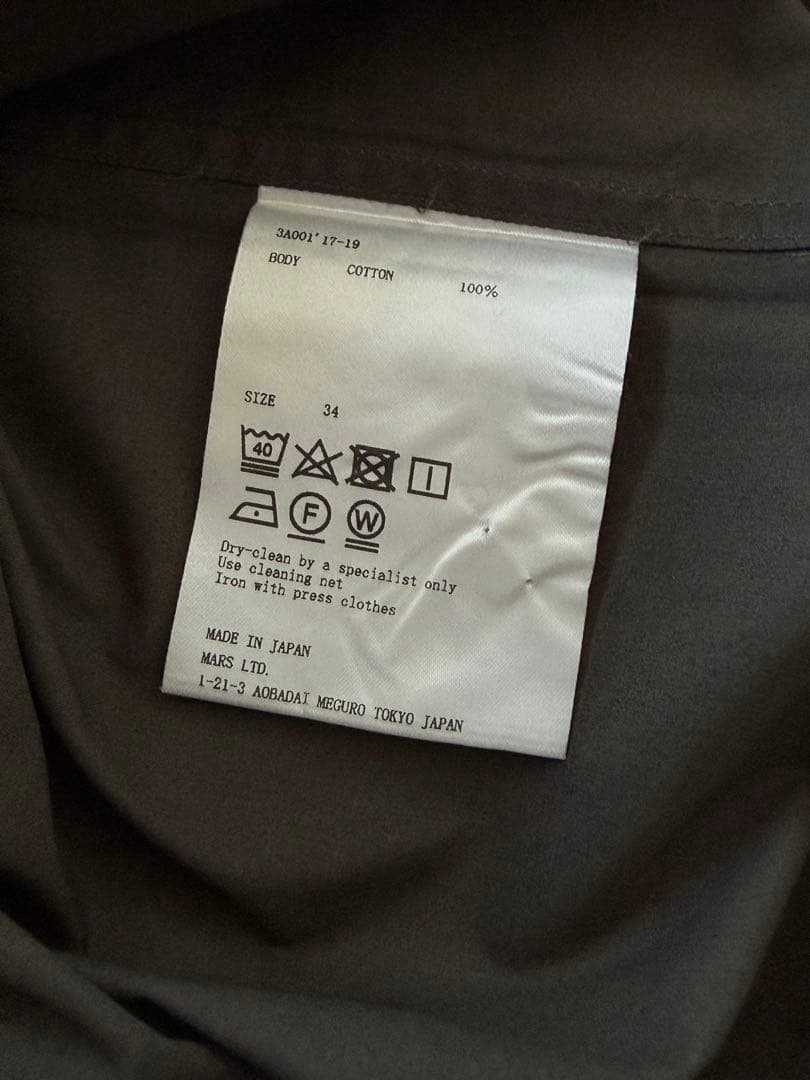 3A001'17-19
BODY COTTON 100%
SIZE 34
40
F W
Dry-clean by a specialist only
Use cleaning net
Iron with press clothes
MADE IN JAPAN
MARS LTD.
1-21-3 AOBADAI MEGURO TOKYO JAPAN